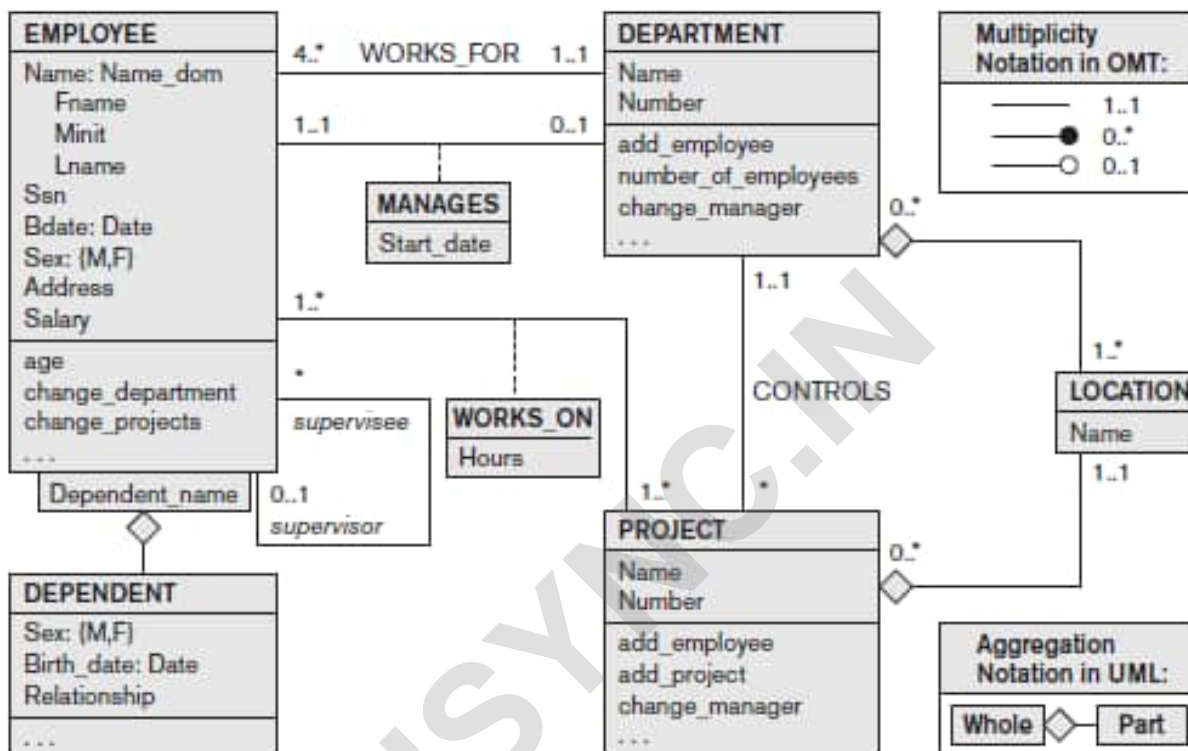 EMPLOYEE
Name: Name_dom
Fname
Minit
Lname
Ssn
Bdate: Date
Sex: {M,F}
Address
Salary
age
change_department
change_projects
. . .
Dependent_name
DEPENDENT
Sex: {M,F}
Birth_date: Date
Relationship
. . .
4..* WORKS_FOR 1..1
1..1 0..1
MANAGES
Start_date
1..*
*
supervisee
0..1
supervisor
WORKS_ON
Hours
1..*
DEPARTMENT
Name
Number
add_employee
number_of_employees
change_manager
. . .
0..*
1..1
CONTROLS
*
PROJECT
Name
Number
add_employee
add_project
change_manager
. . .
0..*
1..*
LOCATION
Name
1..1
Multiplicity
Notation in OMT:
1..1
0..*
0..1
Aggregation
Notation in UML:
Whole Part
SYNC.IN